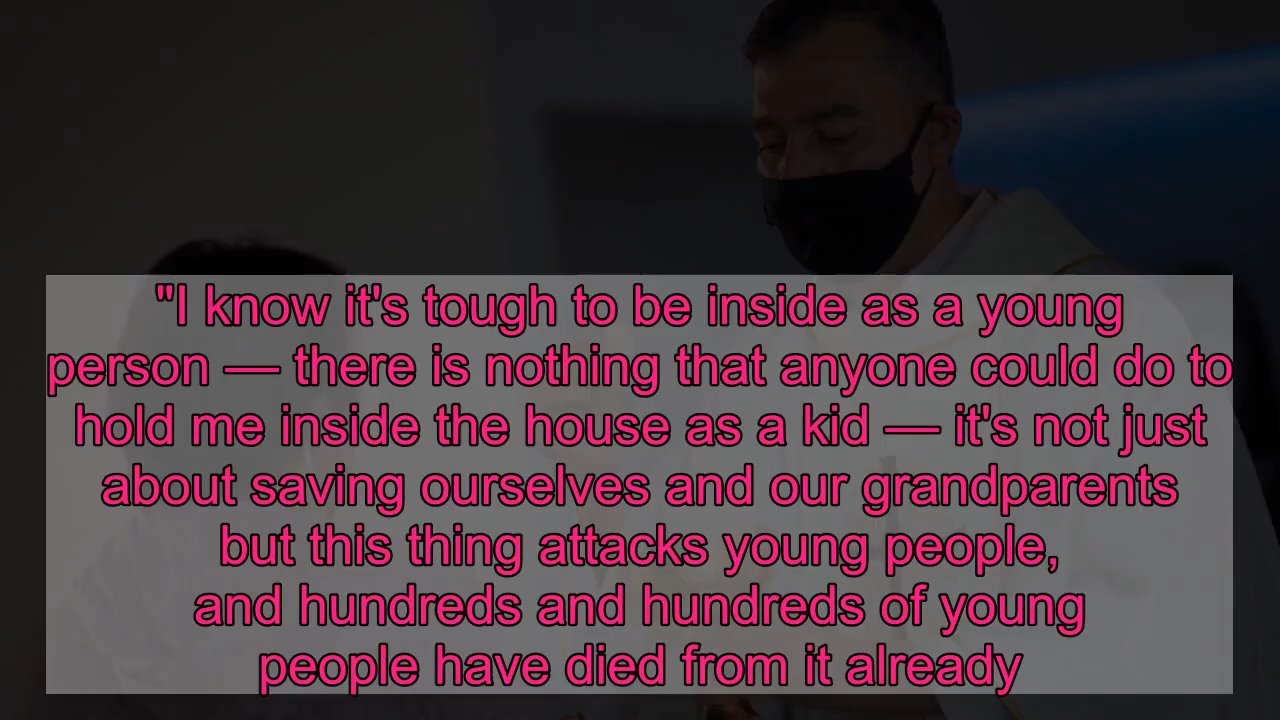 "I know it's tough to be inside as a young
person — there is nothing that anyone could do to
hold me inside the house as a kid — it's not just
about saving ourselves and our grandparents
but this thing attacks young people,
and hundreds and hundreds of young
people have died from it already